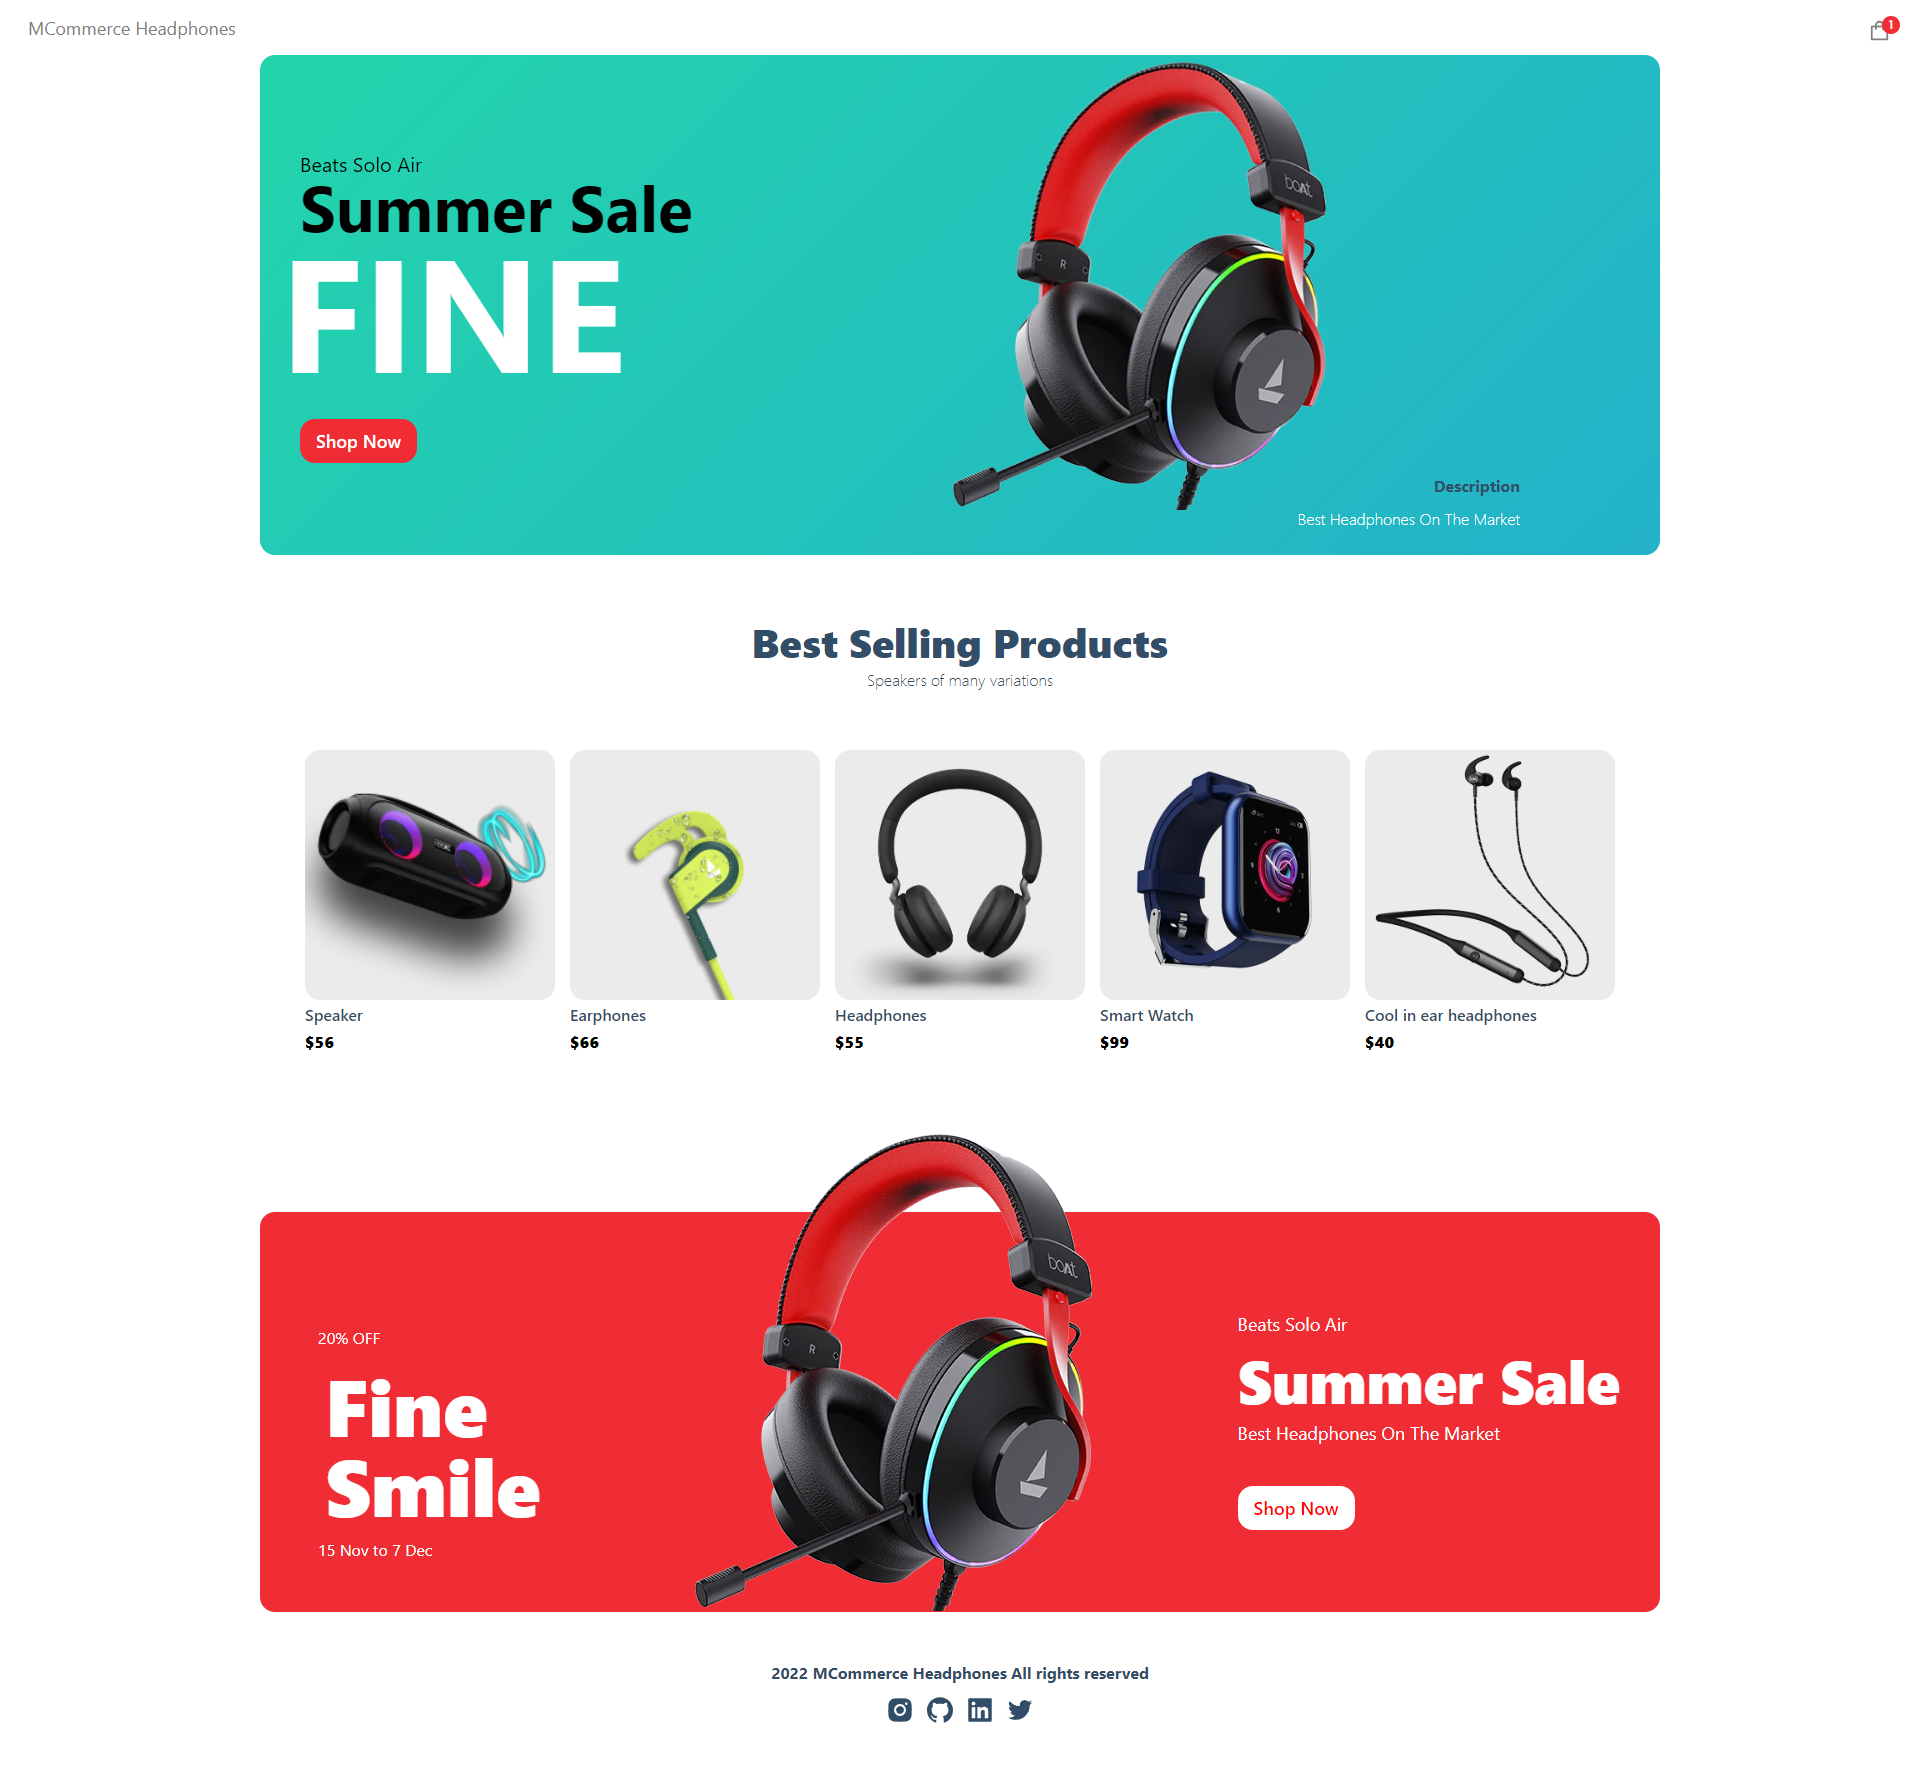 MCommerce Headphones
1
Beats Solo Air
Summer Sale
FINE
Shop Now
boAt
R
Description
Best Headphones On The Market
Best Selling Products
Speakers of many variations
Speaker
$56
Earphones
$66
Headphones
$55
Smart Watch
$99
Cool in ear headphones
$40
20% OFF
Fine
Smile
15 Nov to 7 Dec
boAt
R
Beats Solo Air
Summer Sale
Best Headphones On The Market
Shop Now
2022 MCommerce Headphones All rights reserved
in